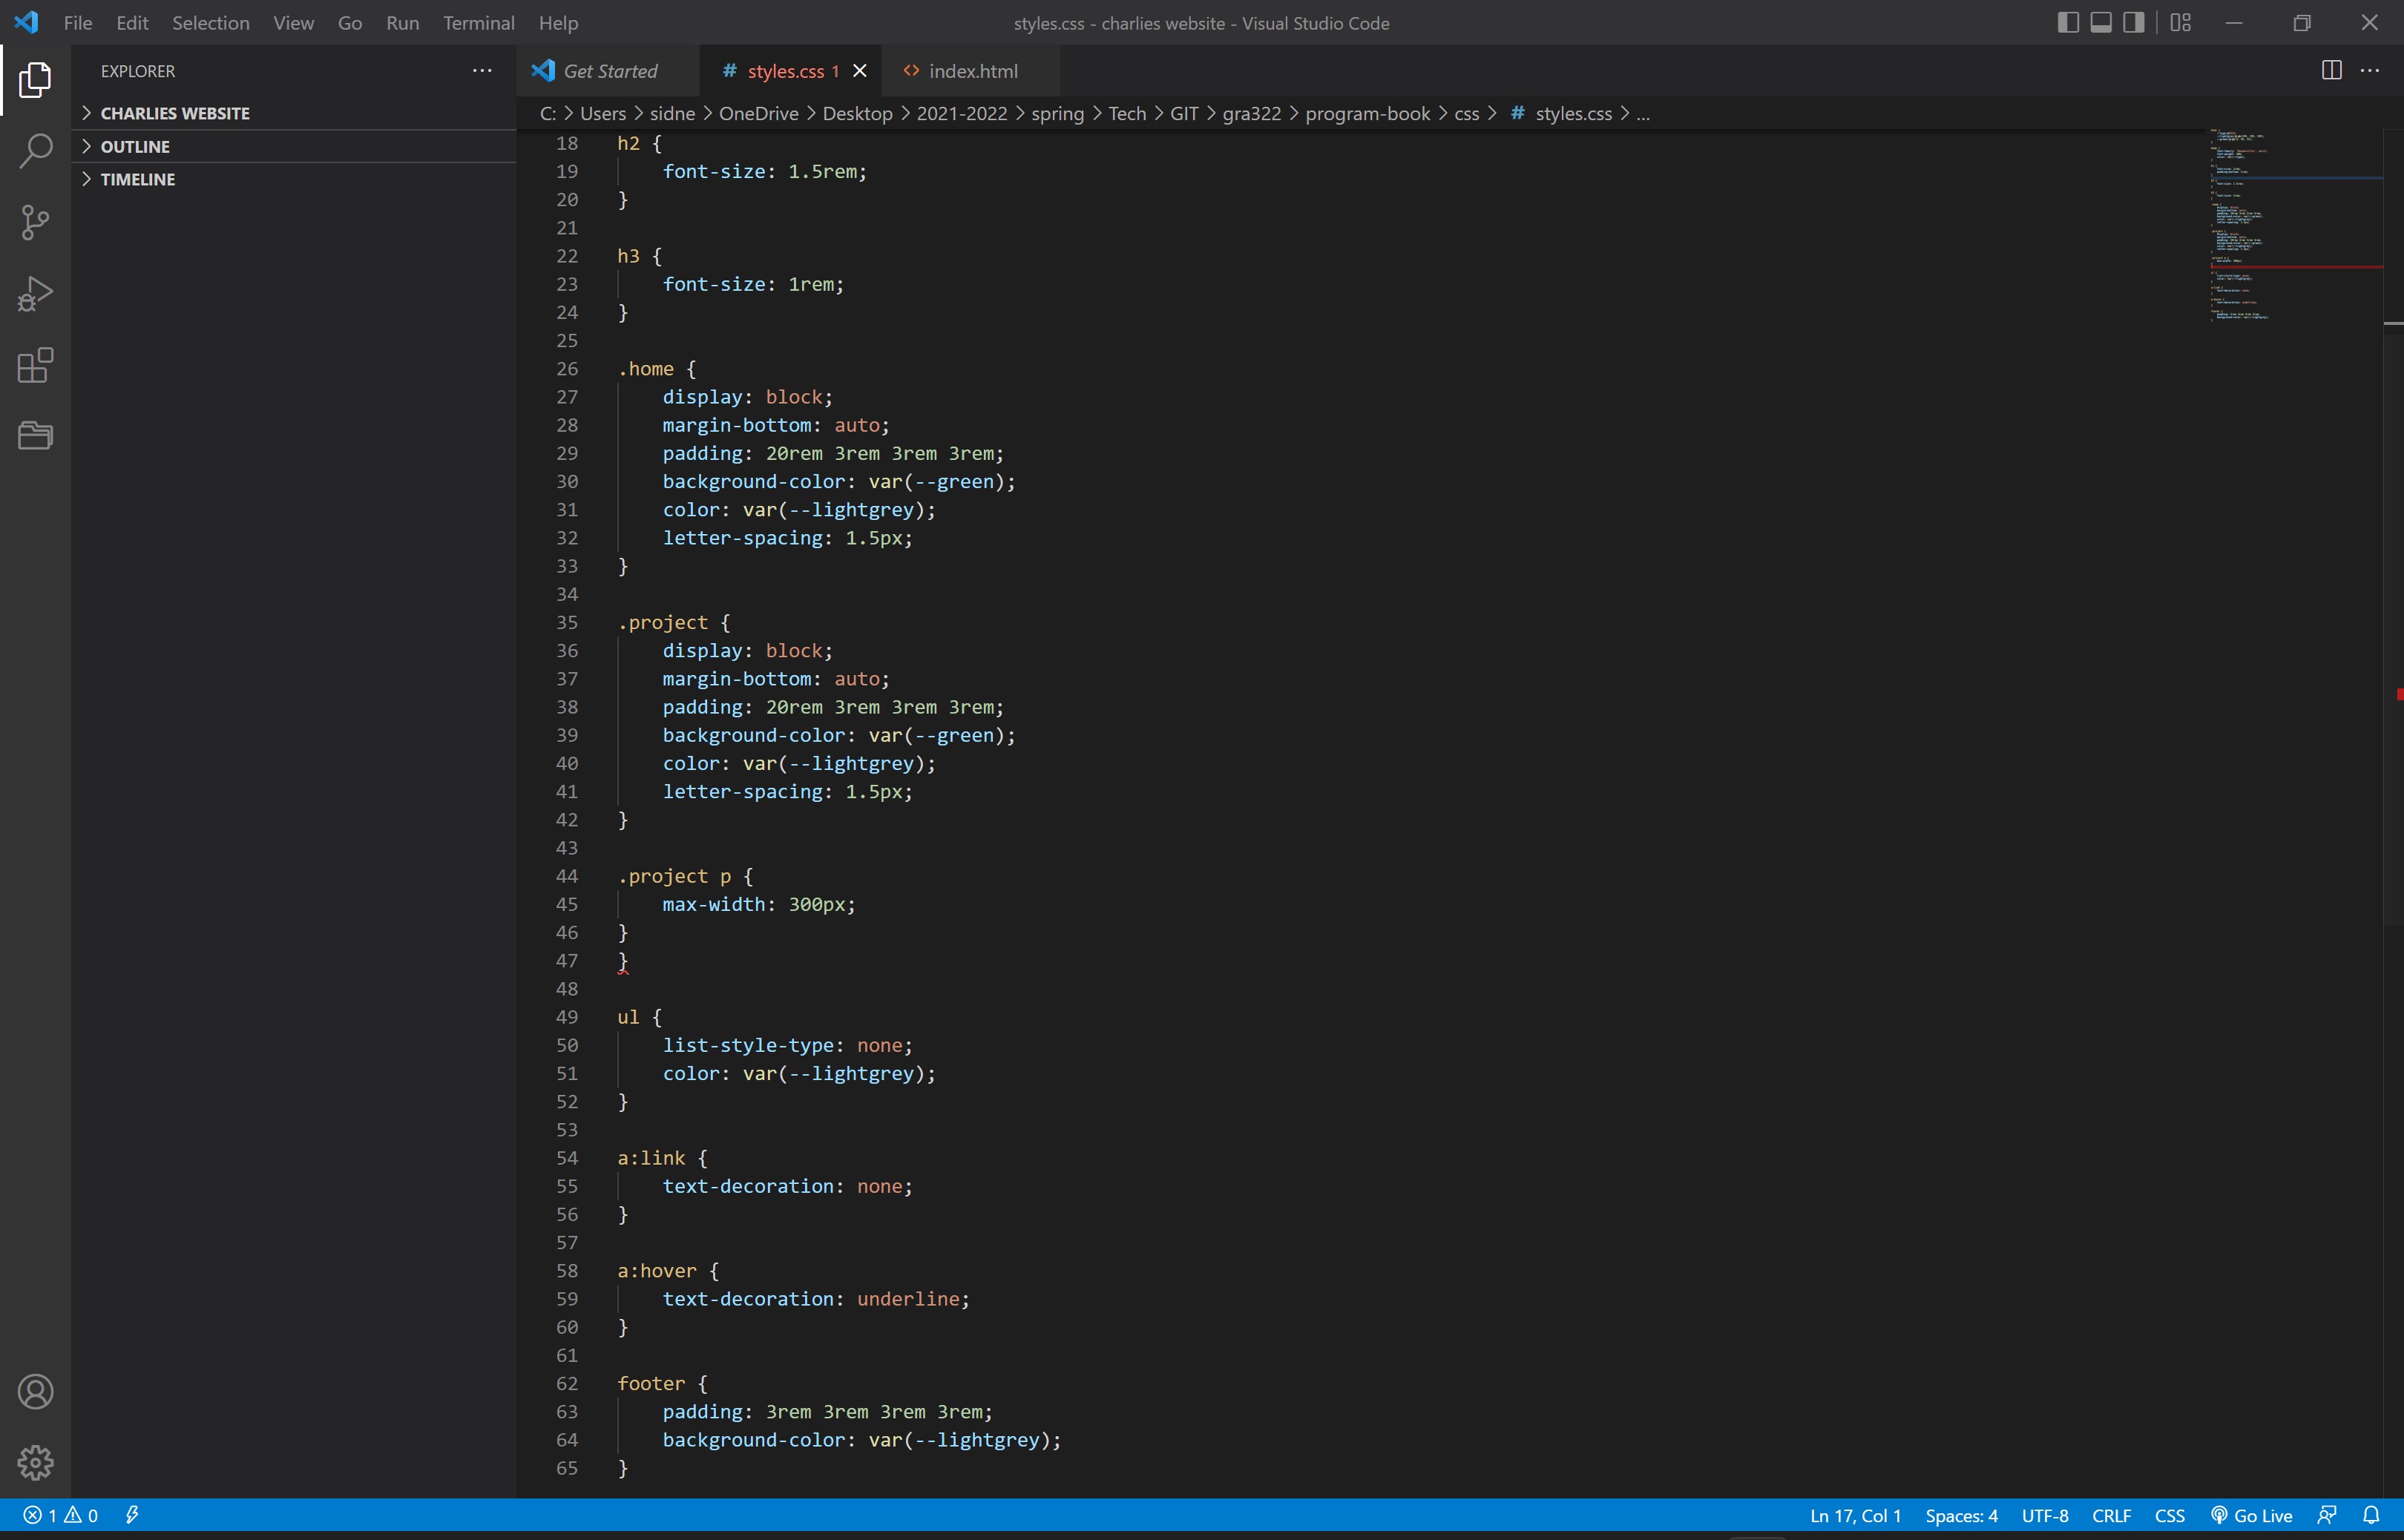 File Edit Selection View Go Run Terminal Help styles.css - charlies website - Visual Studio Code
EXPLORER ··· Get Started # styles.css 1 index.html ···
CHARLIES WEBSITE
OUTLINE
TIMELINE
C: > Users > sidne > OneDrive > Desktop > 2021-2022 > spring > Tech > GIT > gra322 > program-book > css > # styles.css > ...
18 h2 {
19     font-size: 1.5rem;
20 }
21
22 h3 {
23     font-size: 1rem;
24 }
25
26 .home {
27     display: block;
28     margin-bottom: auto;
29     padding: 20rem 3rem 3rem 3rem;
30     background-color: var(--green);
31     color: var(--lightgrey);
32     letter-spacing: 1.5px;
33 }
34
35 .project {
36     display: block;
37     margin-bottom: auto;
38     padding: 20rem 3rem 3rem 3rem;
39     background-color: var(--green);
40     color: var(--lightgrey);
41     letter-spacing: 1.5px;
42 }
43
44 .project p {
45     max-width: 300px;
46 }
47 }
48
49 ul {
50     list-style-type: none;
51     color: var(--lightgrey);
52 }
53
54 a:link {
55     text-decoration: none;
56 }
57
58 a:hover {
59     text-decoration: underline;
60 }
61
62 footer {
63     padding: 3rem 3rem 3rem 3rem;
64     background-color: var(--lightgrey);
65 }
1 0 Ln 17, Col 1 Spaces: 4 UTF-8 CRLF CSS Go Live